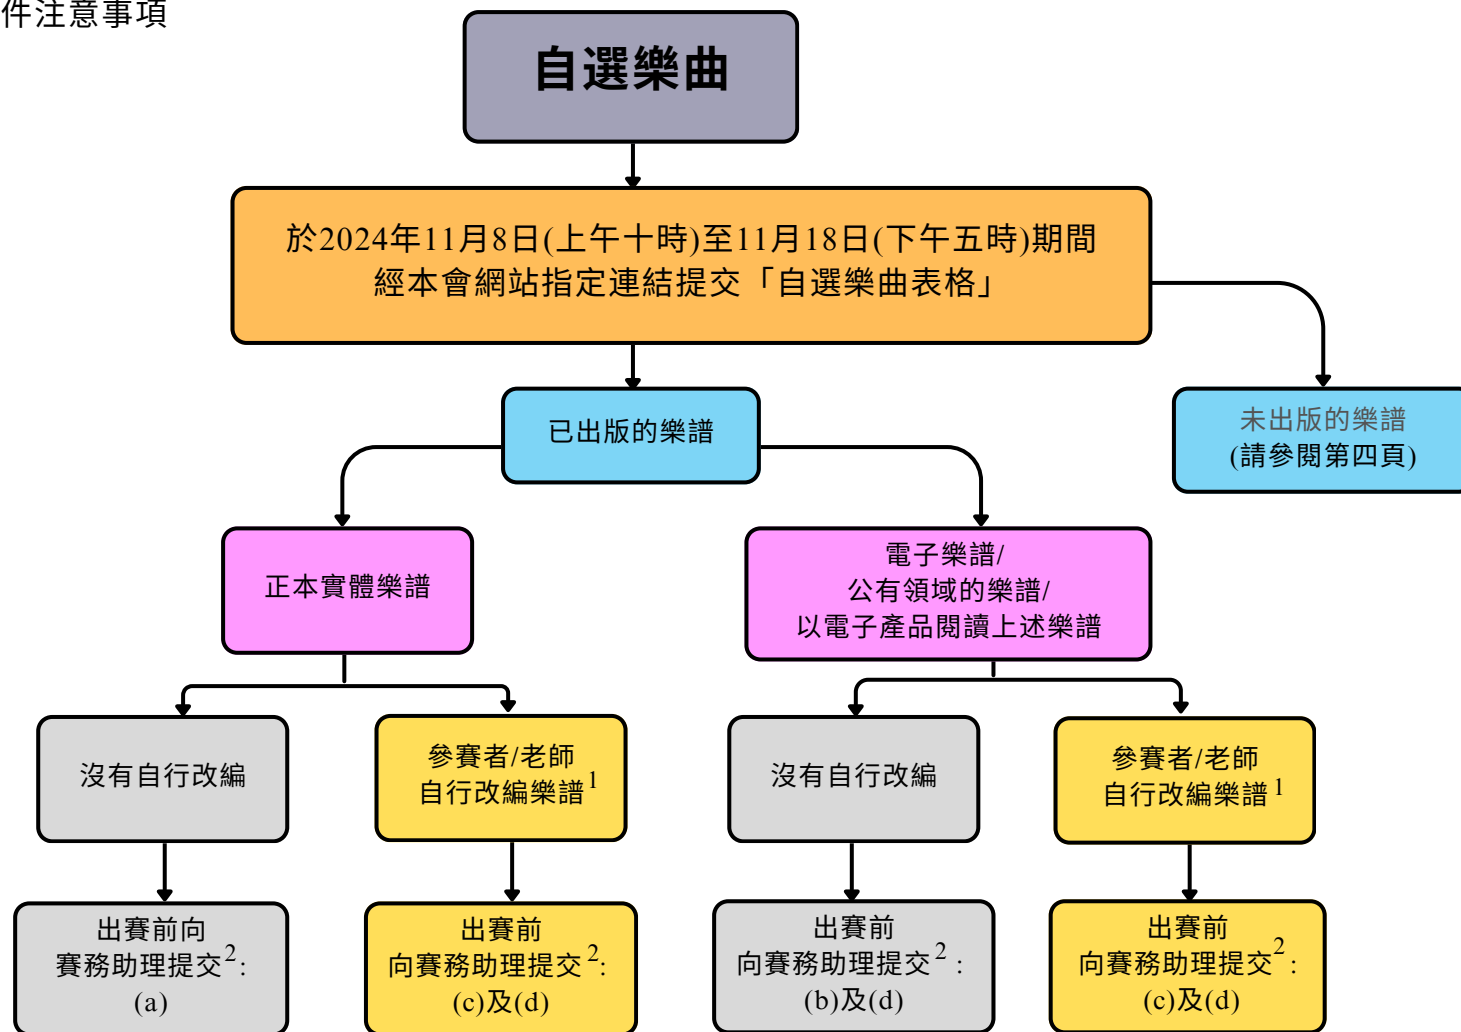 件注意事項
自選樂曲
於2024年11月8日(上午十時)至11月18日(下午五時)期間
經本會網站指定連結提交「自選樂曲表格」
已出版的樂譜
未出版的樂譜
(請參閱第四頁)
正本實體樂譜
電子樂譜/
公有領域的樂譜/
以電子產品閱讀上述樂譜
沒有自行改編
參賽者/老師
自行改編樂譜1
沒有自行改編
參賽者/老師
自行改編樂譜1
出賽前向
賽務助理提交2:
(a)
出賽前
向賽務助理提交2:
(c)及(d)
出賽前
向賽務助理提交2:
(b)及(d)
出賽前
向賽務助理提交2:
(c)及(d)